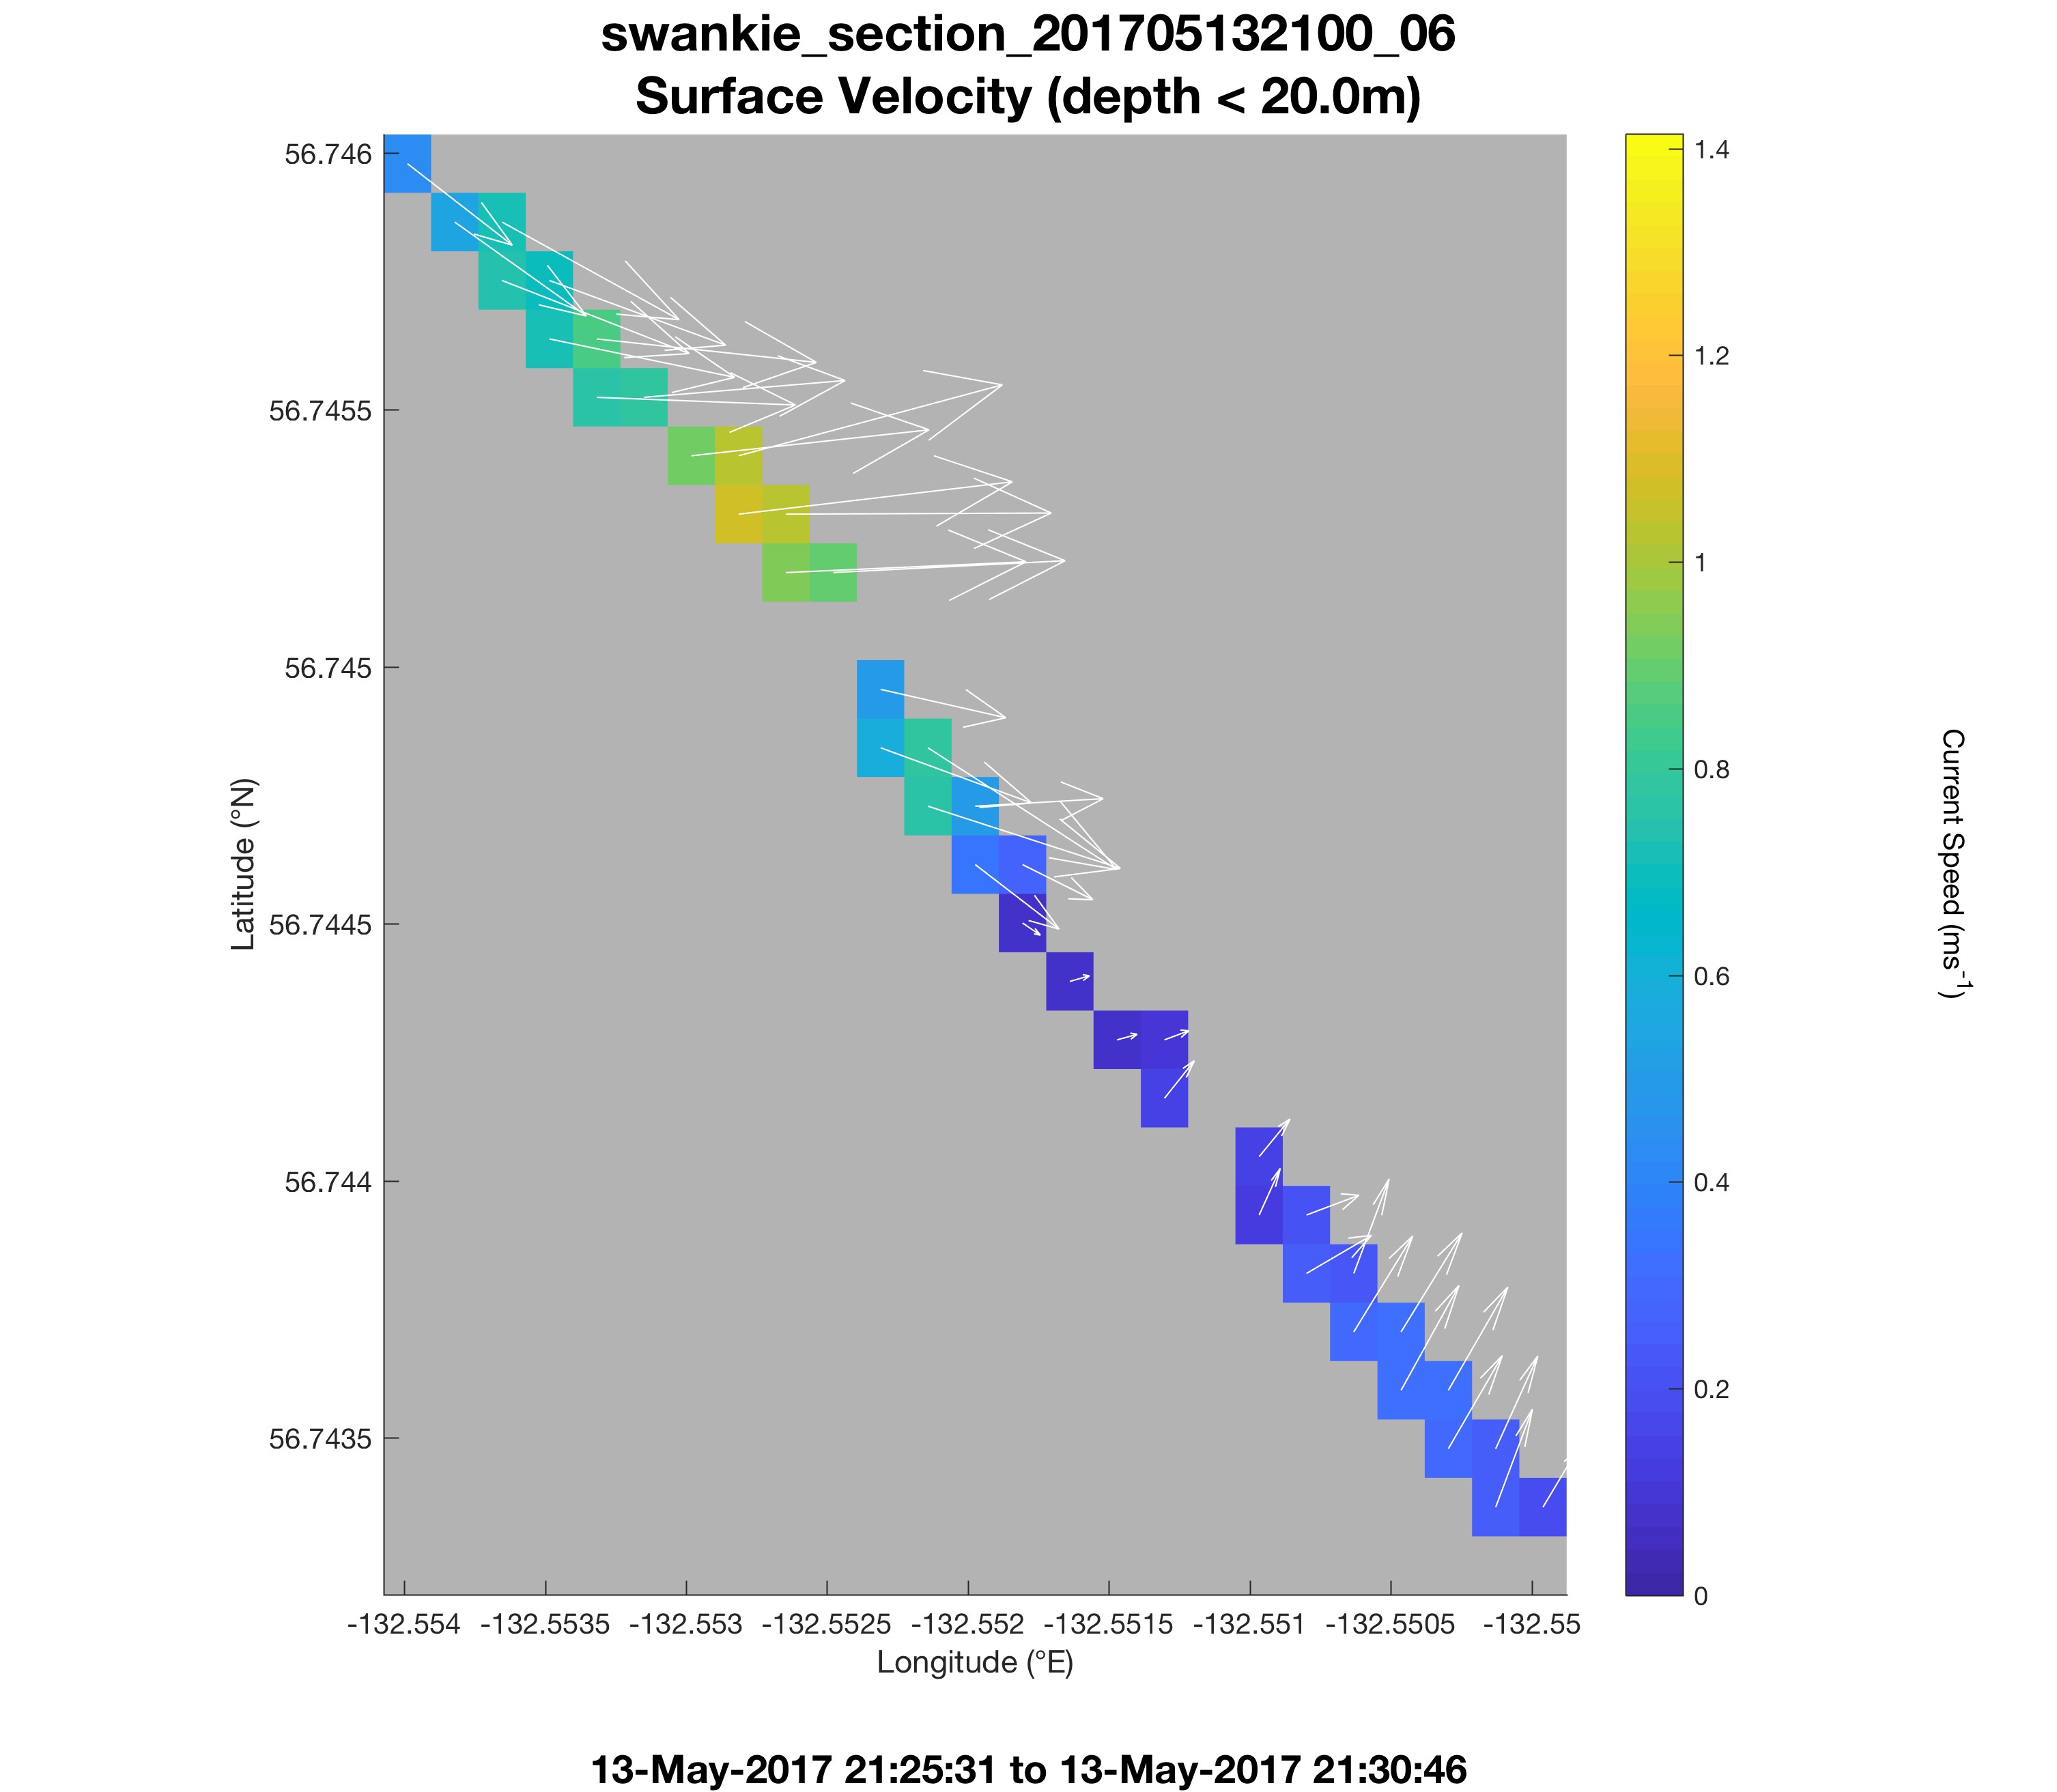 swankie_section_201705132100_06
Surface Velocity (depth < 20.0m)
56.746
56.7455
56.745
56.7445
56.744
56.7435
Latitude (°N)
-132.554 -132.5535 -132.553 -132.5525 -132.552 -132.5515 -132.551 -132.5505 -132.55
Longitude (°E)
1.4
1.2
1
0.8
0.6
0.4
0.2
0
Current Speed (ms⁻¹)
13-May-2017 21:25:31 to 13-May-2017 21:30:46